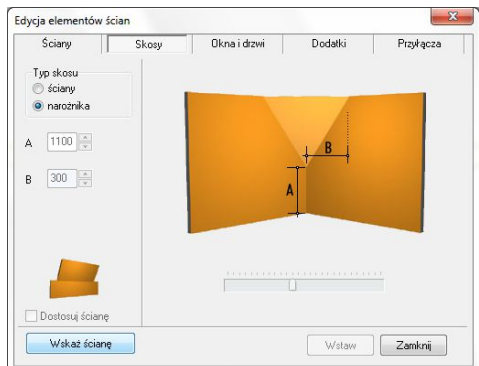 Edycja elementów ścian
Ściany Skosy Okna i drzwi Dodatki Przyłącza
Typ skosu
ściany
narożnika
A 1100
B 300
B
A
Dostosuj ścianę
Wskaż ścianę Wstaw Zamknij